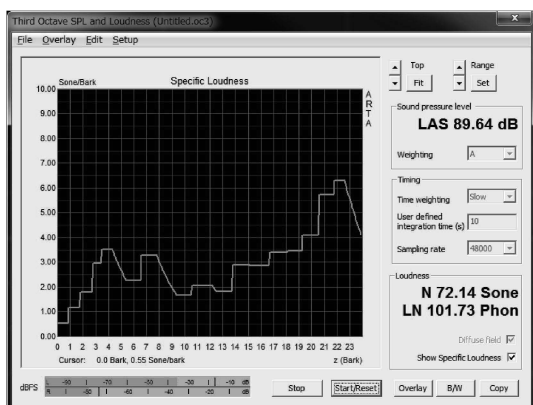 Third Octave SPL and Loudness (Untitled.oc3)
File Overlay Edit Setup
Sone/Bark Specific Loudness
10.00
9.00
8.00
7.00
6.00
5.00
4.00
3.00
2.00
1.00
0.00
A
R
T
A
0 1 2 3 4 5 6 7 8 9 10 11 12 13 14 15 16 17 18 19 20 21 22 23
Cursor: 0.0 Bark, 0.55 Sone/bark z (Bark)
Top Range
Fit Set
Sound pressure level
LAS 89.64 dB
Weighting A
Timing
Time weighting Slow
User defined
integration time (s) 10
Sampling rate 48000
Loudness
N 72.14 Sone
LN 101.73 Phon
Diffuse field
Show Specific Loudness
dBFS
L -90 -70 -50 -30 -10 dB
R -80 -60 -40 -20 dB
Stop Start/Reset Overlay B/W Copy